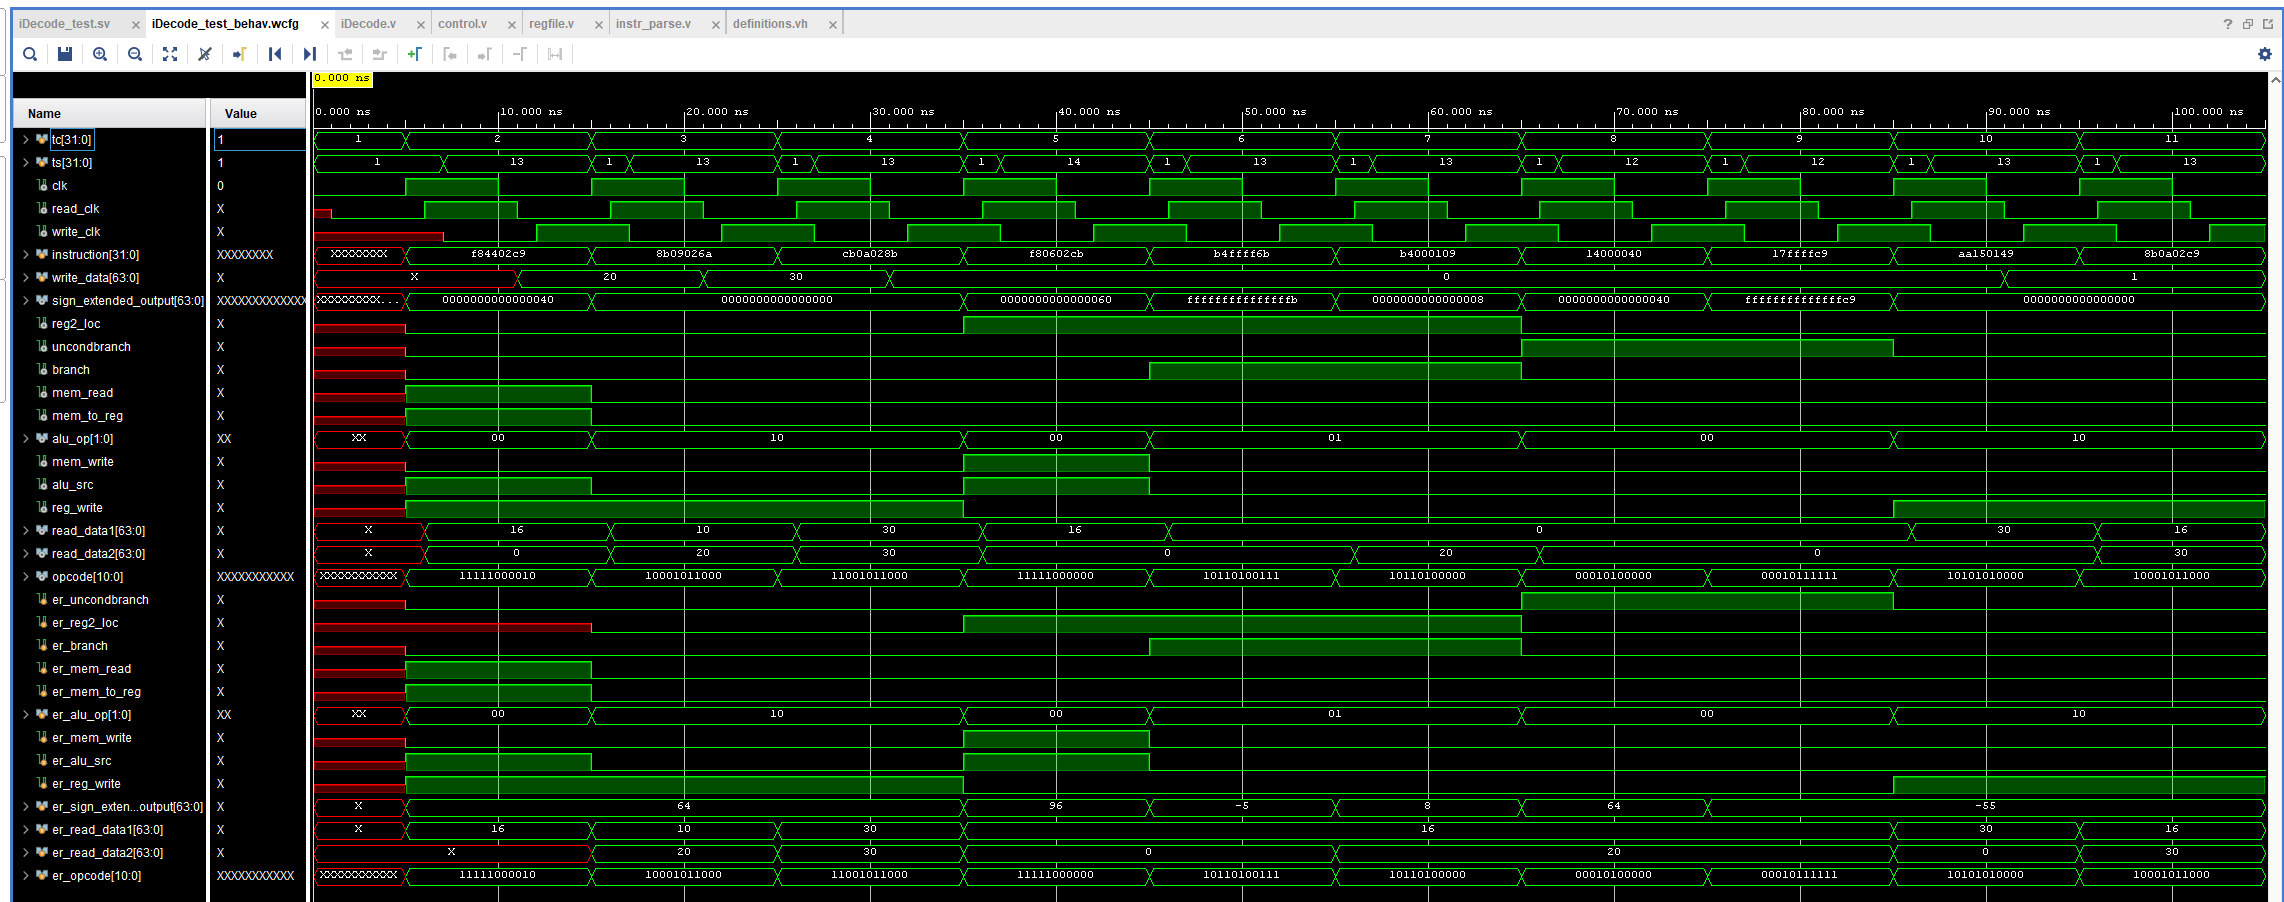 iDecode_test.sv × iDecode_test_behav.wcfg × iDecode.v × control.v × regfile.v × instr_parse.v × definitions.vh ×
0.000 ns
Name Value 0.000 ns 10.000 ns 20.000 ns 30.000 ns 40.000 ns 50.000 ns 60.000 ns 70.000 ns 80.000 ns 90.000 ns 100.000 ns
tc[31:0] 1 1 2 3 4 5 6 7 8 9 10 11
ts[31:0] 1 1 13 1 13 1 13 1 14 1 13 1 13 1 12 1 12 1 13 1 13
clk 0
read_clk X
write_clk X
instruction[31:0] XXXXXXXX XXXXXXXX f84402c9 8b09026a cb0a028b f80602cb b4ffff6b b4000109 14000040 17ffffc9 aa150149 8b0a02c9
write_data[63:0] X X 20 30 0 1
sign_extended_output[63:0] XXXXXXXXXXXXX XXXXXXXXX... 0000000000000040 0000000000000000 0000000000000060 fffffffffffffffb 0000000000000008 0000000000000040 ffffffffffffffc9 0000000000000000
reg2_loc X
uncondbranch X
branch X
mem_read X
mem_to_reg X
alu_op[1:0] XX XX 00 10 00 01 00 10
mem_write X
alu_src X
reg_write X
read_data1[63:0] X X 16 10 30 16 0 30 16
read_data2[63:0] X X 0 20 30 0 20 0 30
opcode[10:0] XXXXXXXXXXX XXXXXXXXXXX 11111000010 10001011000 11001011000 11111000000 10110100111 10110100000 00010100000 00010111111 10101010000 10001011000
er_uncondbranch X
er_reg2_loc X
er_branch X
er_mem_read X
er_mem_to_reg X
er_alu_op[1:0] XX XX 00 10 00 01 00 10
er_mem_write X
er_alu_src X
er_reg_write X
er_sign_exten...output[63:0] X X 64 96 -5 8 64 -55
er_read_data1[63:0] X X 16 10 30 16 30 16
er_read_data2[63:0] X X 20 30 0 20 0 30
er_opcode[10:0] XXXXXXXXXXX XXXXXXXXXXX 11111000010 10001011000 11001011000 11111000000 10110100111 10110100000 00010100000 00010111111 10101010000 10001011000